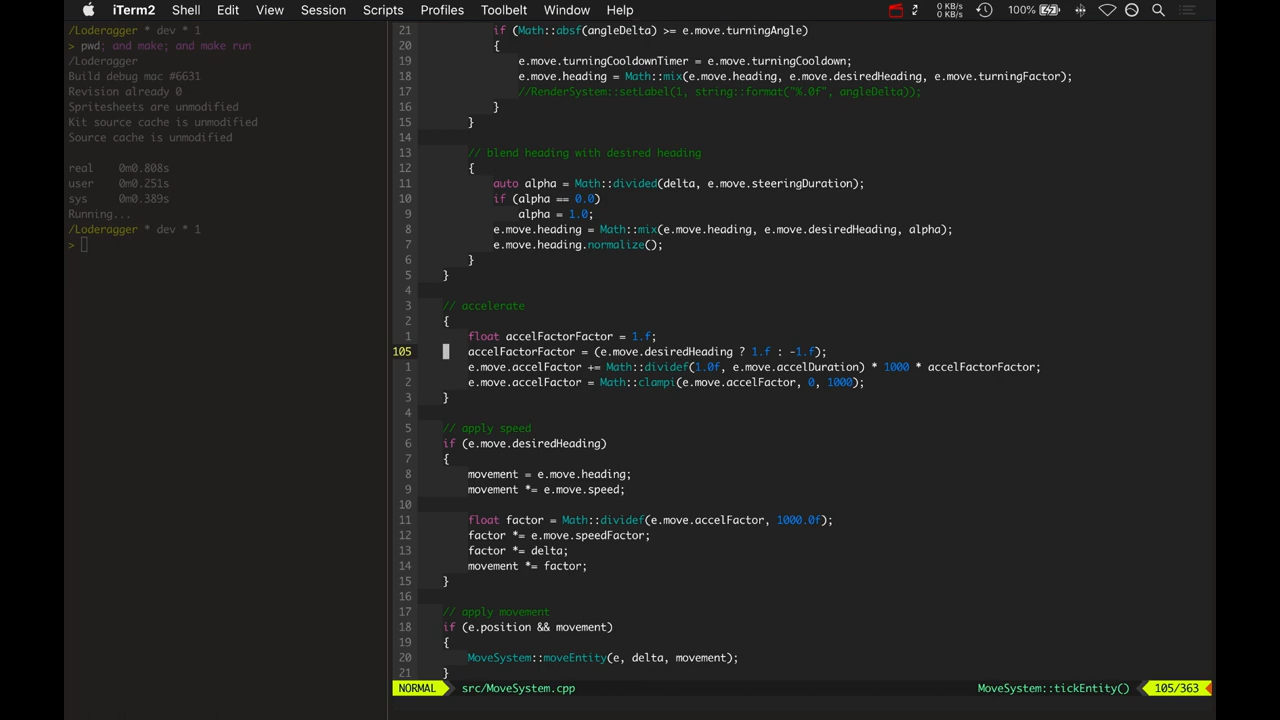 iTerm2 Shell Edit View Session Scripts Profiles Toolbelt Window Help 0 KB/s 0 KB/s 100%
/Loderagger * dev * 1
> pwd; and make; and make run
/Loderagger
Build debug mac #6631
Revision already 0
Spritesheets are unmodified
Kit source cache is unmodified
Source cache is unmodified
real 0m0.808s
user 0m0.251s
sys 0m0.389s
Running...
/Loderagger * dev * 1
>
21 if (Math::absf(angleDelta) >= e.move.turningAngle)
20 {
19 e.move.turningCooldownTimer = e.move.turningCooldown;
18 e.move.heading = Math::mix(e.move.heading, e.move.desiredHeading, e.move.turningFactor);
17 //RenderSystem::setLabel(1, string::format("%.0f", angleDelta));
16 }
15 }
14
13 // blend heading with desired heading
12 {
11 auto alpha = Math::divided(delta, e.move.steeringDuration);
10 if (alpha == 0.0)
9 alpha = 1.0;
8 e.move.heading = Math::mix(e.move.heading, e.move.desiredHeading, alpha);
7 e.move.heading.normalize();
6 }
5 }
4
3 // accelerate
2 {
1 float accelFactorFactor = 1.f;
105 accelFactorFactor = (e.move.desiredHeading ? 1.f : -1.f);
1 e.move.accelFactor += Math::dividef(1.0f, e.move.accelDuration) * 1000 * accelFactorFactor;
2 e.move.accelFactor = Math::clampi(e.move.accelFactor, 0, 1000);
3 }
4
5 // apply speed
6 if (e.move.desiredHeading)
7 {
8 movement = e.move.heading;
9 movement *= e.move.speed;
10
11 float factor = Math::dividef(e.move.accelFactor, 1000.0f);
12 factor *= e.move.speedFactor;
13 factor *= delta;
14 movement *= factor;
15 }
16
17 // apply movement
18 if (e.position && movement)
19 {
20 MoveSystem::moveEntity(e, delta, movement);
21 }
NORMAL src/MoveSystem.cpp MoveSystem::tickEntity() 105/363